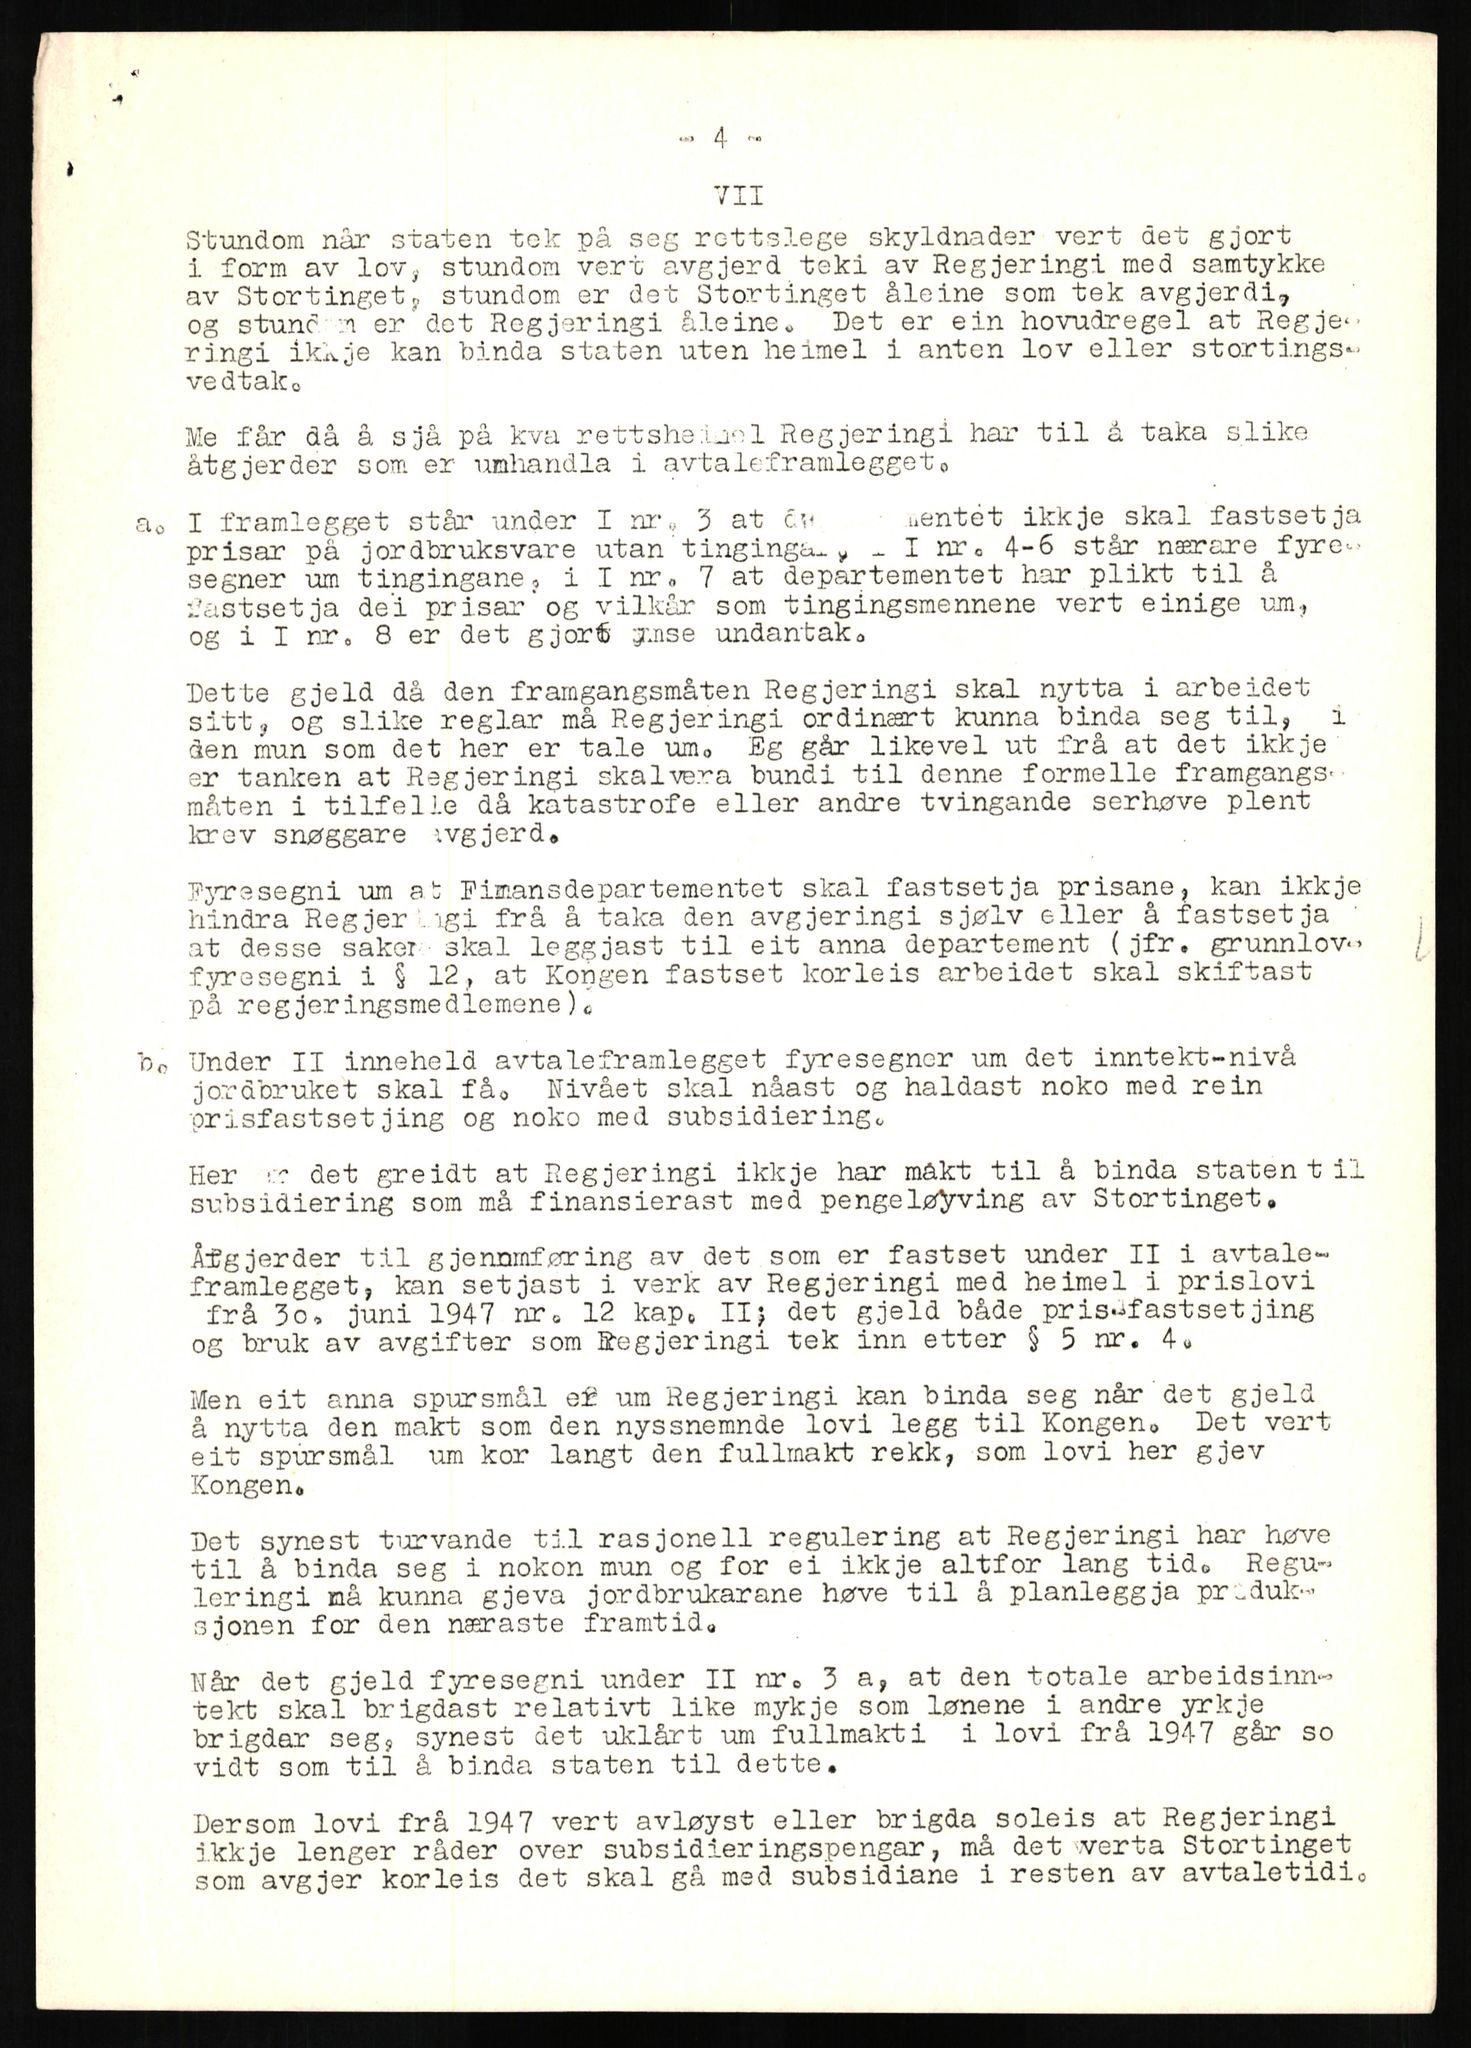 - 4 -
VII
Stundom når staten tek på seg rettslege skyldnader vert det gjort
i form av lov, stundom vert avgjerd teki av Regjeringi med samtykke
av Stortinget, stundom er det Stortinget åleine som tek avgjerdi,
og stundom er det Regjeringi åleine. Det er ein hovudregel at Regje-
ringi ikkje kan binda staten uten heimel i anten lov eller stortings-
vedtak.
Me får då å sjå på kva rettsheimel Regjeringi har til å taka slike
åtgjerder som er umhandla i avtaleframlegget.
a. I framlegget står under I nr. 3 at mentet ikkje skal fastsetja
prisar på jordbruksvare utan tingingar, I nr. 4-6 står nærare fyre-
segner um tingingane, i I nr. 7 at departementet har plikt til å
fastsetja dei prisar og vilkår som tingingsmennene vert einige um,
og i I nr. 8 er det gjort ymse undantak.
Dette gjeld då den framgangsmåten Regjeringi skal nytta i arbeidet
sitt, og slike reglar må Regjeringi ordinært kunna binda seg til, i
den mun som det her er tale um. Eg går likevel ut frå at det ikkje
er tanken at Regjeringi skalvera bundi til denne formelle framgangs-
måten i tilfelle då katastrofe eller andre tvingande serhøve plent
krev snøggare avgjerd.
Fyresegni um at Finansdepartementet skal fastsetja prisane, kan ikkje
hindra Regjeringi frå å taka den avgjeringi sjølv eller å fastsetja
at desse saker skal leggjast til eit anna departement (jfr. grunnlov-
fyresegni i § 12, at Kongen fastset korleis arbeidet skal skiftast
på regjeringsmedlemene).
b. Under II inneheld avtaleframlegget fyresegner um det inntekt-nivå
jordbruket skal få. Nivået skal nåast og haldast noko med rein
prisfastsetjing og noko med subsidiering.
Her er det greidt at Regjeringi ikkje har makt til å binda staten til
subsidiering som må finansierast med pengeløyving av Stortinget.
Åtgjerder til gjennomføring av det som er fastset under II i avtale-
framlegget, kan setjast i verk av Regjeringi med heimel i prislovi
frå 30. juni 1947 nr. 12 kap. II; det gjeld både pris-fastsetjing
og bruk av avgifter som Regjeringi tek inn etter § 5 nr. 4.
Men eit anna spursmål er um Regjeringi kan binda seg når det gjeld
å nytta den makt som den nyssnemnde lovi legg til Kongen. Det vert
eit spursmål um kor langt den fullmakt rekk, som lovi her gjev
Kongen.
Det synest turvande til rasjonell regulering at Regjeringi har høve
til å binda seg i nokon mun og for ei ikkje altfor lang tid. Regu-
leringi må kunna gjeva jordbrukarane høve til å planleggja produk-
sjonen for den næraste framtid.
Når det gjeld fyresegni under II nr. 3 a, at den totale arbeidsinn-
tekt skal brigdast relativt like mykje som lønene i andre yrkje
brigdar seg, synest det uklårt um fullmakti i lovi frå 1947 går so
vidt som til å binda staten til dette.
Dersom lovi frå 1947 vert avløyst eller brigda soleis at Regjeringi
ikkje lenger råder over subsidieringspengar, må det verta Stortinget
som avgjer korleis det skal gå med subsidiane i resten av avtaletidi.